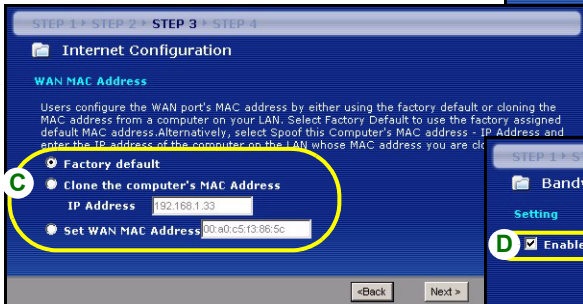 STEP 1 STEP 2 STEP 3 STEP 4
Internet Configuration
WAN MAC Address
Users configure the WAN port's MAC address by either using the factory default or cloning the
MAC address from a computer on your LAN. Select Factory Default to use the factory assigned
default MAC address.Alternatively, select Spoof this Computer's MAC address - IP Address and
enter the IP address of the computer on the LAN whose MAC address you are
C
Factory default
Clone the computer's MAC Address
IP Address 192.168.1.33
Set WAN MAC Address 00:a0:c5:f3:86:5c
<Back Next >
STEP 1
Setting
D